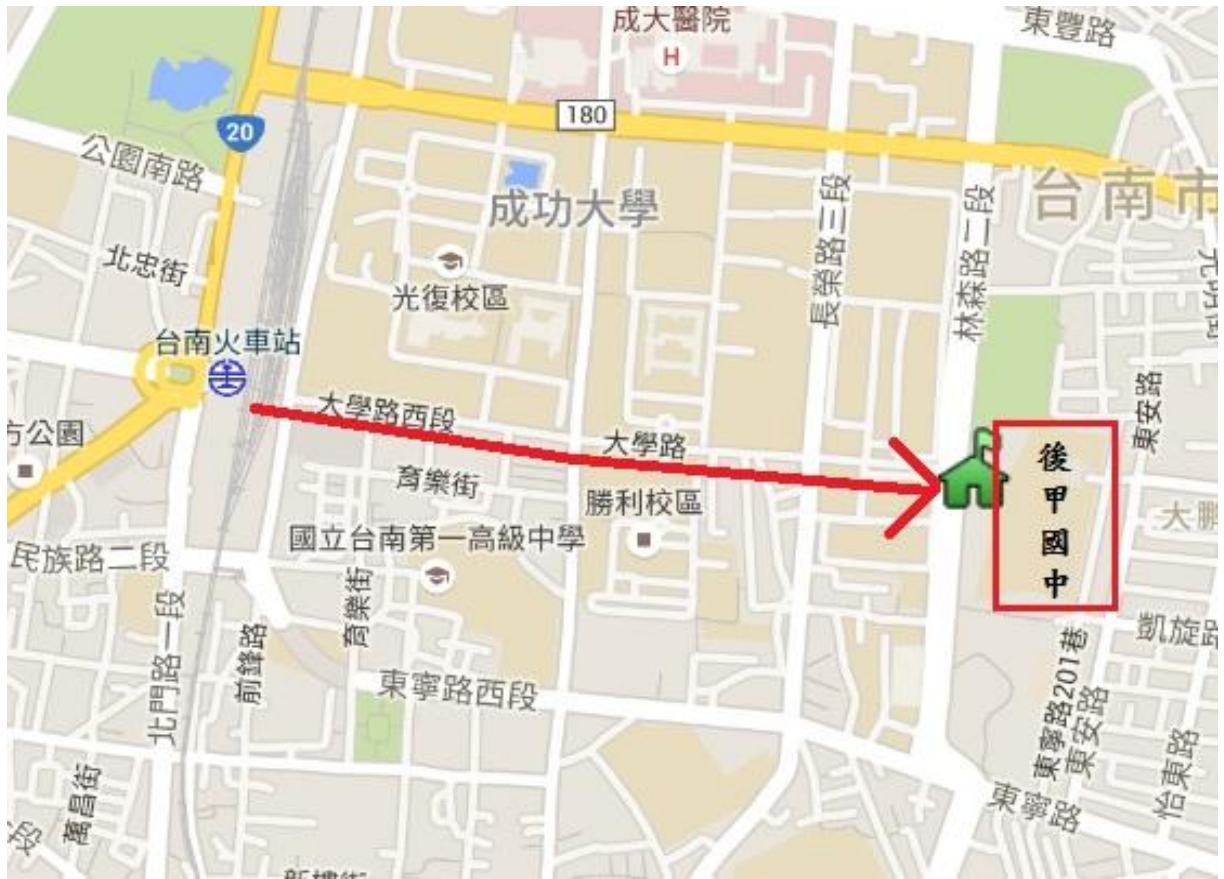 成大醫院
H
東豐路
180
20
公園南路
成功大學
台南市
長榮路三段
林森路二段
北忠街
光復校區
台南火車站
大學路西段
大學路
東安路
方公園
育樂街
勝利校區
後甲國中
大鵬
國立台南第一高級中學
民族路二段
北門路一段
前鋒路
育樂街
凱旋路
東寧路西段
東寧路201巷
東安路
怡東路
萬昌街
東寧路